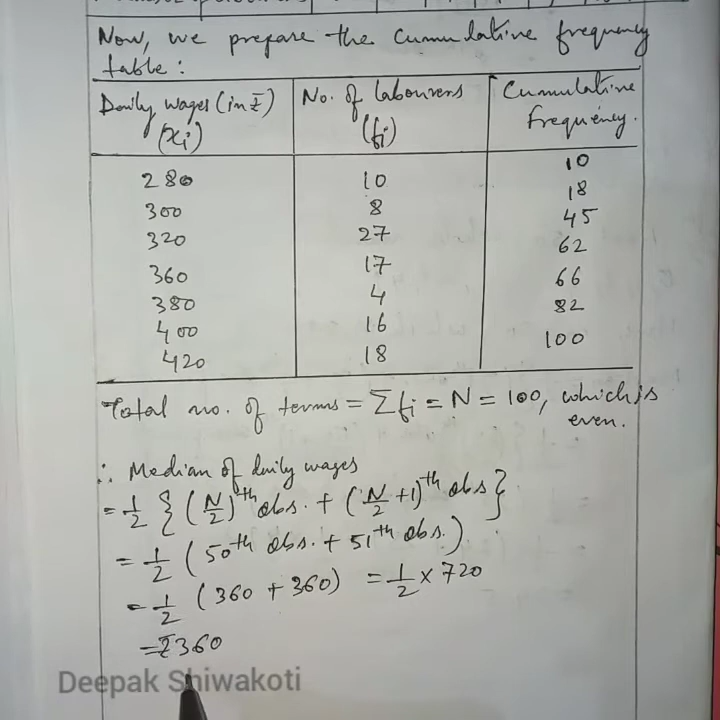 Now, we prepare the cumulative frequency
table:
Daily wages (in ₹) (xi) | No. of labourers (fi) | Cumulative frequency.
280 | 10 | 10
300 | 8 | 18
320 | 27 | 45
360 | 17 | 62
380 | 4 | 66
400 | 16 | 82
420 | 18 | 100
Total no. of terms = Σfi = N = 100, which is
even.
∴ Median of daily wages
= 1/2 { (N/2)th obs. + (N/2 + 1)th obs }
= 1/2 ( 50th obs. + 51th obs. )
= 1/2 (360 + 360) = 1/2 × 720
= ₹360
Deepak Shiwakoti